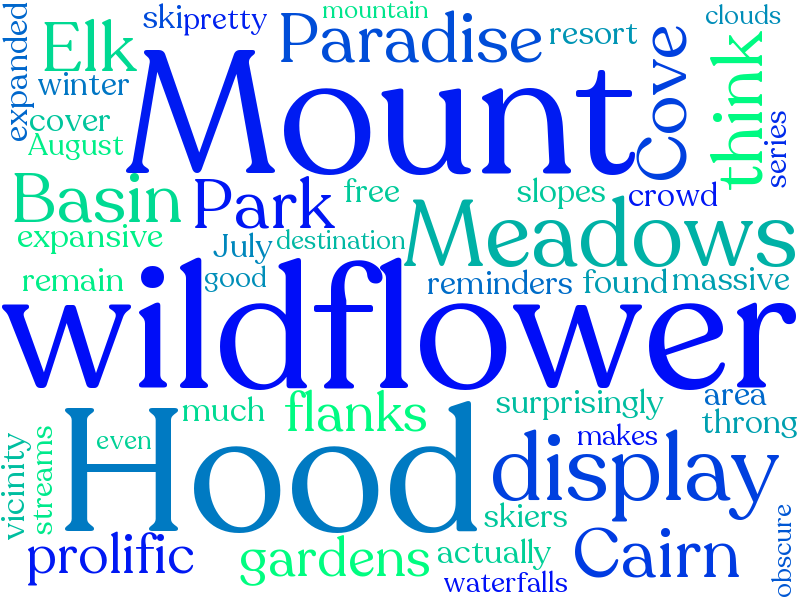 expanded
ski
pretty
mountain
clouds
Elk
Paradise
resort
winter
Mount
Cove
think
series
cover
August
Basin
Park
free
slopes
crowd
expansive
July
destination
Meadows
remain
good
reminders
found
massive
wildflower
much
flanks
surprisingly
area
throng
vicinity
streams
even
Hood
makes
display
skiers
obscure
prolific
gardens
actually
Cairn
waterfalls